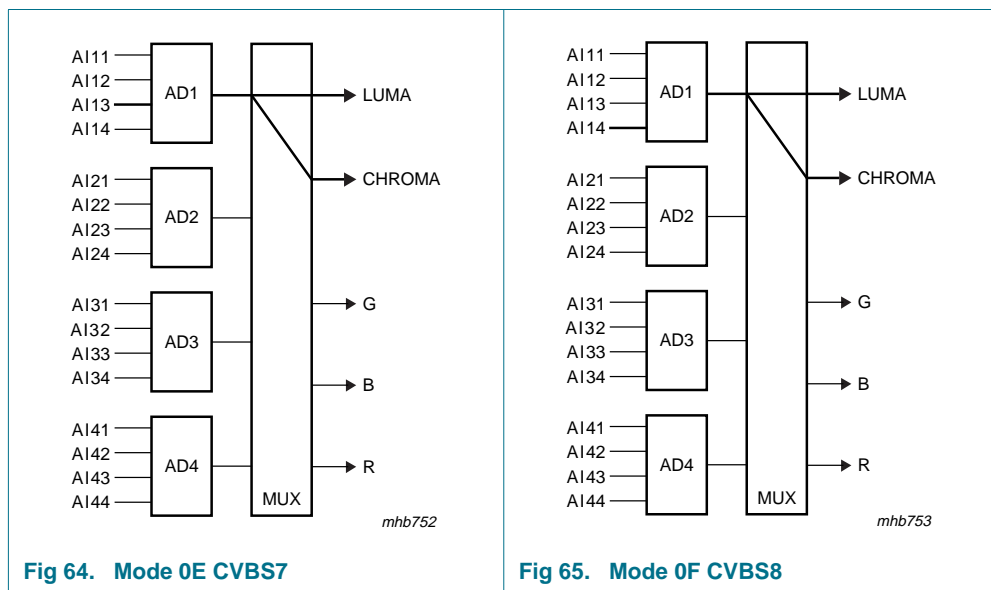 AI11
AI12
AI13
AI14
AD1
LUMA
CHROMA
AI21
AI22
AI23
AI24
AD2
G
AI31
AI32
AI33
AI34
AD3
B
AI41
AI42
AI43
AI44
AD4
R
MUX
mhb752
Fig 64. Mode 0E CVBS7
AI11
AI12
AI13
AI14
AD1
LUMA
CHROMA
AI21
AI22
AI23
AI24
AD2
G
AI31
AI32
AI33
AI34
AD3
B
AI41
AI42
AI43
AI44
AD4
R
MUX
mhb753
Fig 65. Mode 0F CVBS8